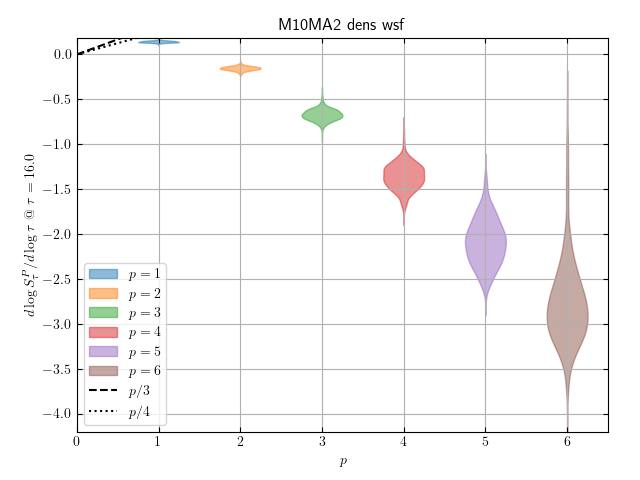 M10MA2 dens wsf
d log S_τ^p / d log τ @ τ = 16.0
0.0
−0.5
−1.0
−1.5
−2.0
−2.5
−3.0
−3.5
−4.0
p = 1
p = 2
p = 3
p = 4
p = 5
p = 6
p/3
p/4
0 1 2 3 4 5 6
p